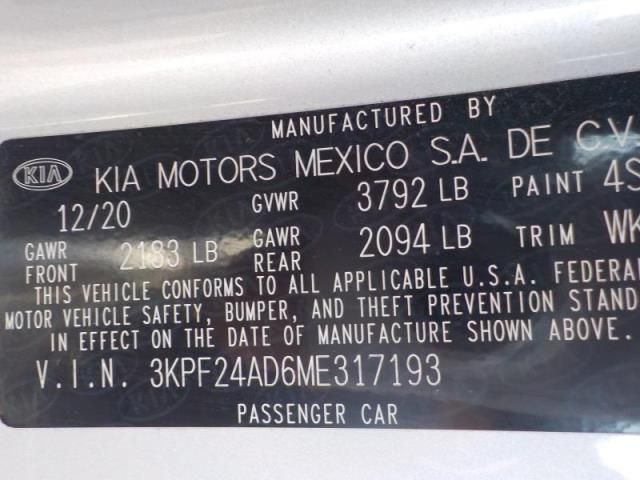 MANUFACTURED BY
KIA KIA MOTORS MEXICO S.A. DE C.V.
12/20 GVWR 3792 LB PAINT 4S
GAWR FRONT 2183 LB GAWR REAR 2094 LB TRIM WK
THIS VEHICLE CONFORMS TO ALL APPLICABLE U.S.A. FEDERAL
MOTOR VEHICLE SAFETY, BUMPER, AND THEFT PREVENTION STAND
IN EFFECT ON THE DATE OF MANUFACTURE SHOWN ABOVE.
V.I.N. 3KPF24AD6ME317193
PASSENGER CAR